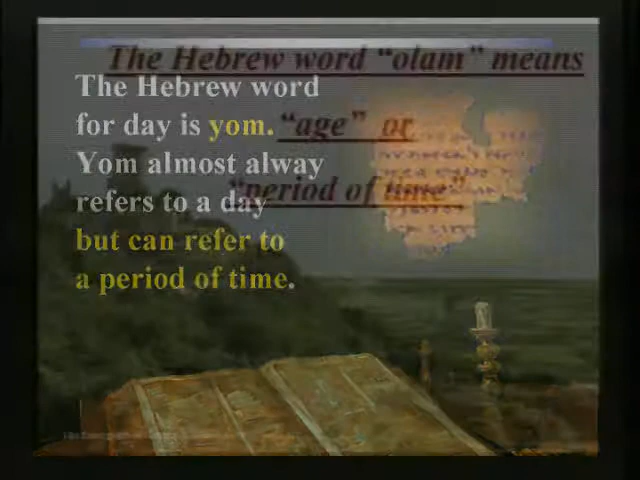 The Hebrew word “olam” means
“age” or
“period of time”
The Hebrew word
for day is yom.
Yom almost alway
refers to a day
but can refer to
a period of time.